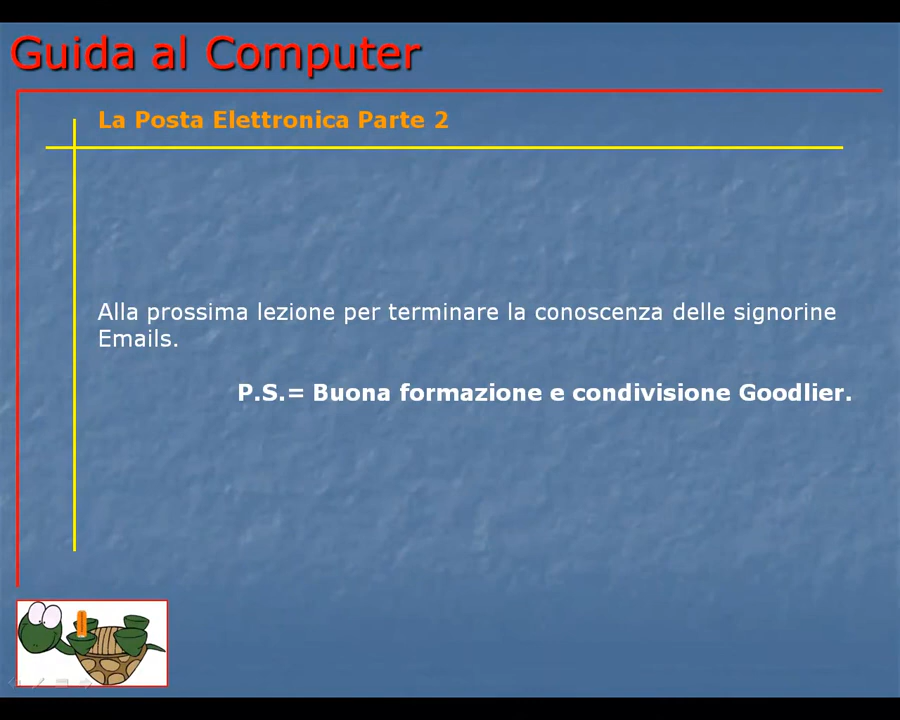 Guida al Computer
La Posta Elettronica Parte 2
Alla prossima lezione per terminare la conoscenza delle signorine
Emails.
P.S.= Buona formazione e condivisione Goodlier.